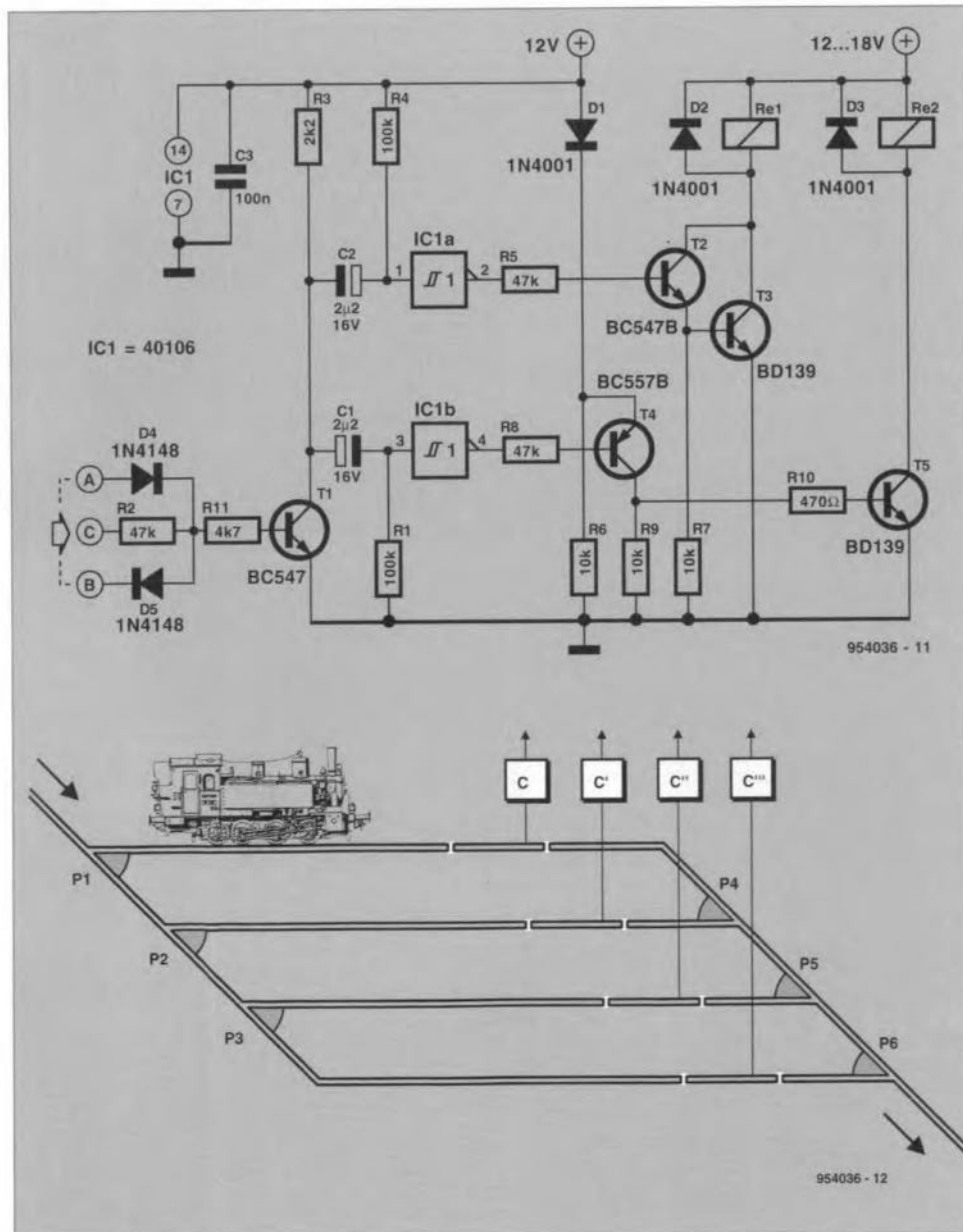 12V +
12...18V +
R3
2k2
R4
100k
D1
1N4001
D2
1N4001
Re1
D3
1N4001
Re2
14
IC1
7
C3
100n
C2
2µ2
16V
1
IC1a
1
2
R5
47k
T2
BC547B
T3
BD139
IC1 = 40106
BC557B
C1
2µ2
16V
3
IC1b
1
4
R8
47k
T4
D4
1N4148
A
R2
47k
C
R11
4k7
B
D5
1N4148
T1
BC547
R1
100k
R6
10k
R9
10k
R7
10k
R10
470Ω
T5
BD139
954036 - 11
C
C'
C''
C'''
P1
P2
P3
P4
P5
P6
954036 - 12